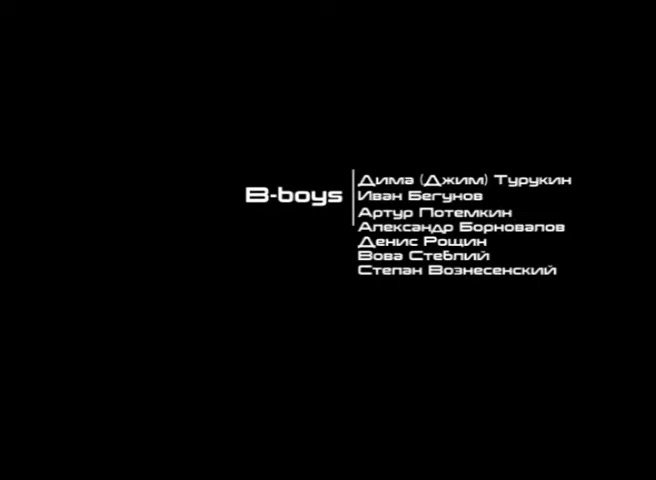 B-boys
Дима (Джим) Турукин
Иван Бегунов
Артур Потемкин
Александр Борновалов
Денис Рощин
Вова Стеблий
Степан Вознесенский